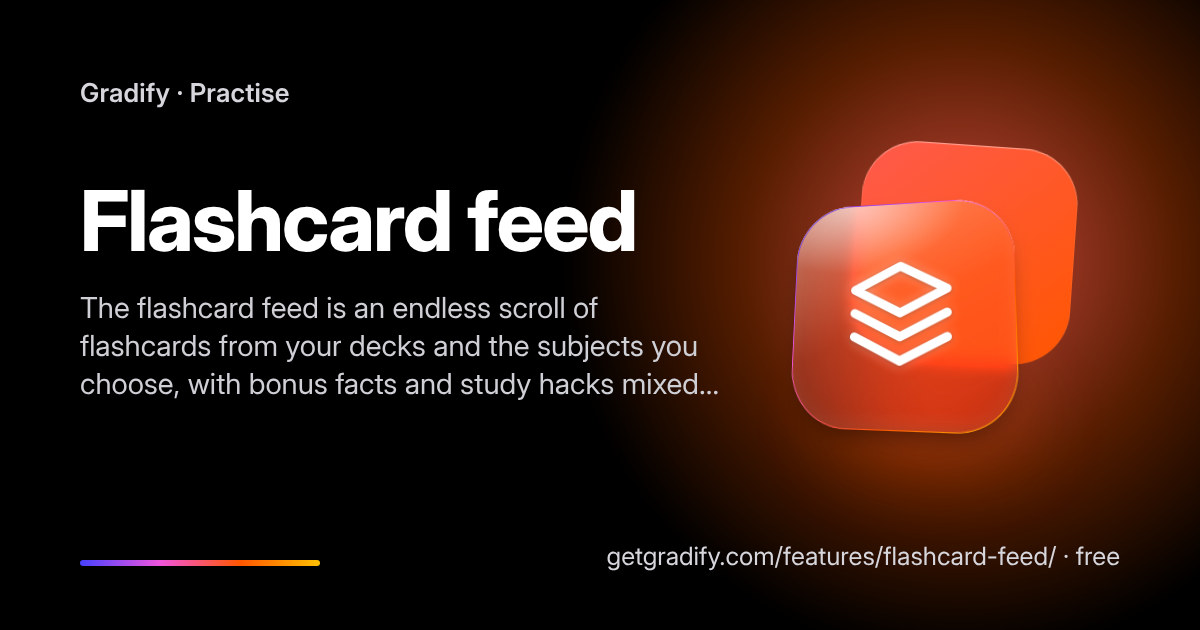 Gradify · Practise
Flashcard feed
The flashcard feed is an endless scroll of
flashcards from your decks and the subjects you
choose, with bonus facts and study hacks mixed...
getgradify.com/features/flashcard-feed/ · free